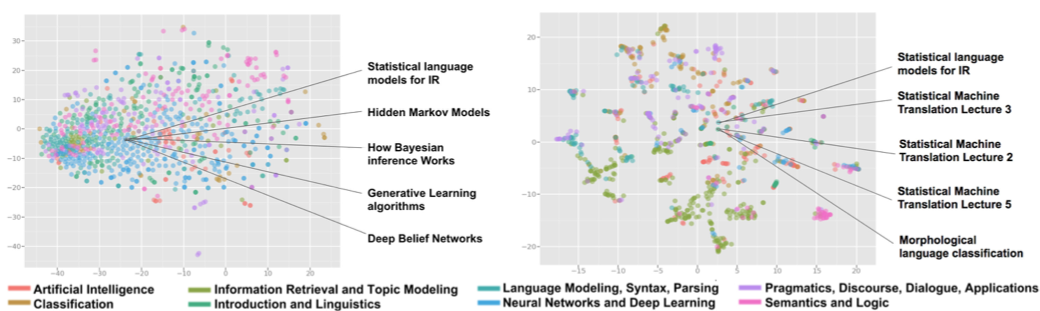 30
20
10
0
−10
−20
−30
−40
−40
−30
−20
−10
0
10
20
Statistical language
models for IR
Hidden Markov Models
How Bayesian
inference Works
Generative Learning
algorithms
Deep Belief Networks
20
10
0
−10
−20
−15
−10
−5
0
5
10
15
20
Statistical language
models for IR
Statistical Machine
Translation Lecture 3
Statistical Machine
Translation Lecture 2
Statistical Machine
Translation Lecture 5
Morphological
language classification
Artificial Intelligence
Classification
Information Retrieval and Topic Modeling
Introduction and Linguistics
Language Modeling, Syntax, Parsing
Neural Networks and Deep Learning
Pragmatics, Discourse, Dialogue, Applications
Semantics and Logic